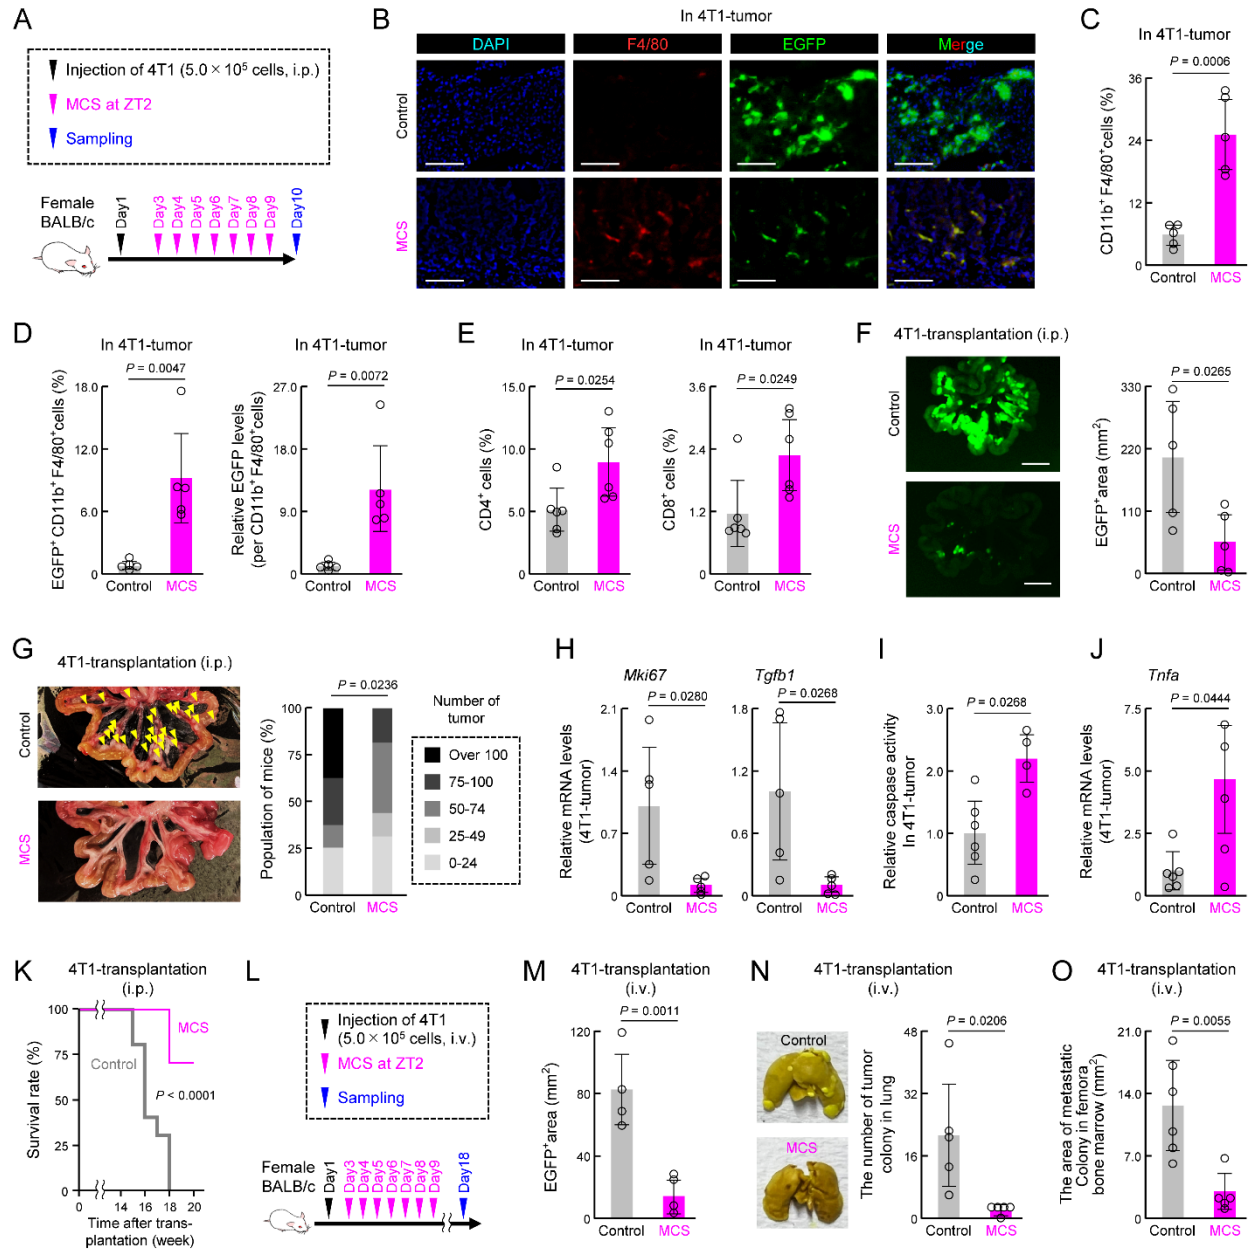 A
Injection of 4T1 (5.0 × 10⁵ cells, i.p.)
MCS at ZT2
Sampling
Female
BALB/c
Day1
Day3
Day4
Day5
Day6
Day7
Day8
Day9
Day10
B
In 4T1-tumor
DAPI
F4/80
EGFP
Merge
Control
MCS
C
In 4T1-tumor
P = 0.0006
CD11b⁺ F4/80⁺cells (%)
36
24
12
0
Control
MCS
D
In 4T1-tumor
P = 0.0047
EGFP⁺ CD11b⁺ F4/80⁺cells (%)
18.0
12.0
6.0
0
Control
MCS
In 4T1-tumor
P = 0.0072
Relative EGFP levels
(per CD11b⁺ F4/80⁺cells)
27.0
18.0
9.0
0
Control
MCS
E
In 4T1-tumor
P = 0.0254
CD4⁺ cells (%)
15.0
10.0
5.0
0
Control
MCS
In 4T1-tumor
P = 0.0249
CD8⁺ cells (%)
3.6
2.4
1.2
0
Control
MCS
F
4T1-transplantation (i.p.)
Control
MCS
P = 0.0265
EGFP⁺area (mm²)
330
220
110
0
Control
MCS
G
4T1-transplantation (i.p.)
Control
MCS
P = 0.0236
Population of mice (%)
100
75
50
25
0
Control
MCS
Number of
tumor
Over 100
75-100
50-74
25-49
0-24
H
Mki67
P = 0.0280
Relative mRNA levels
(4T1-tumor)
2.1
1.4
0.7
0
Control
MCS
Tgfb1
P = 0.0268
1.8
1.2
0.6
0
Control
MCS
I
P = 0.0268
Relative caspase activity
In 4T1-tumor
3.0
2.0
1.0
0
Control
MCS
J
Tnfa
P = 0.0444
Relative mRNA levels
(4T1-tumor)
7.5
5.0
2.5
0
Control
MCS
K
4T1-transplantation
(i.p.)
Survival rate (%)
100
75
50
25
0
MCS
Control
P < 0.0001
0
14
16
18
20
Time after trans-
plantation (week)
L
Injection of 4T1
(5.0 × 10⁵ cells, i.v.)
MCS at ZT2
Sampling
Female
BALB/c
Day1
Day3
Day4
Day5
Day6
Day7
Day8
Day9
Day18
M
4T1-transplantation
(i.v.)
P = 0.0011
EGFP⁺area (mm²)
120
80
40
0
Control
MCS
N
4T1-transplantation
(i.v.)
Control
MCS
P = 0.0206
The number of tumor
colony in lung
48
32
16
0
Control
MCS
O
4T1-transplantation
(i.v.)
P = 0.0055
The area of metastatic
Colony in femora
bone marrow (mm²)
21.0
14.0
7.0
0
Control
MCS